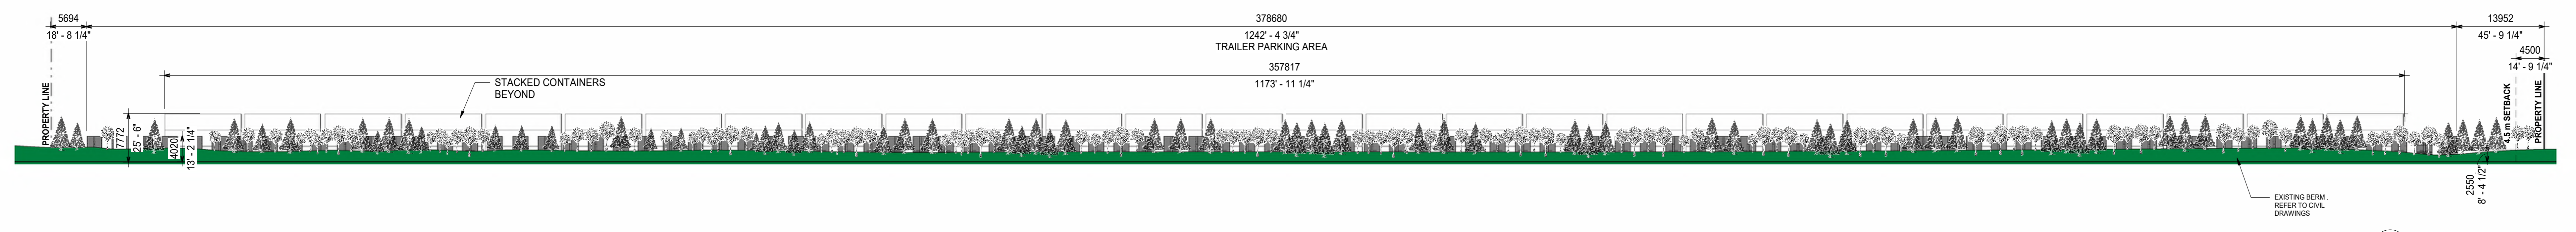 5694
18' - 8 1/4"
378680
1242' - 4 3/4"
TRAILER PARKING AREA
13952
45' - 9 1/4"
4500
14' - 9 1/4"
357817
1173' - 11 1/4"
STACKED CONTAINERS
BEYOND
PROPERTY LINE
7772
25' - 6"
4020
13' - 2 1/4"
4.5 m SETBACK
PROPERTY LINE
2550
8' - 4 1/2"
EXISTING BERM .
REFER TO CIVIL
DRAWINGS